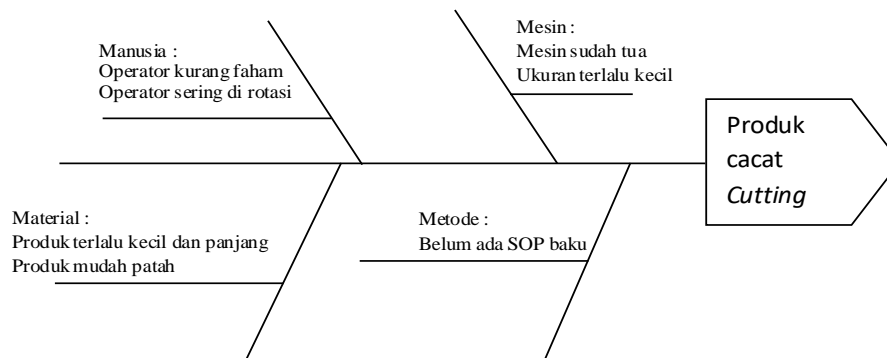 Manusia :
Operator kurang faham
Operator sering di rotasi
Mesin :
Mesin sudah tua
Ukuran terlalu kecil
Produk
cacat
Cutting
Material :
Produk terlalu kecil dan panjang
Produk mudah patah
Metode :
Belum ada SOP baku